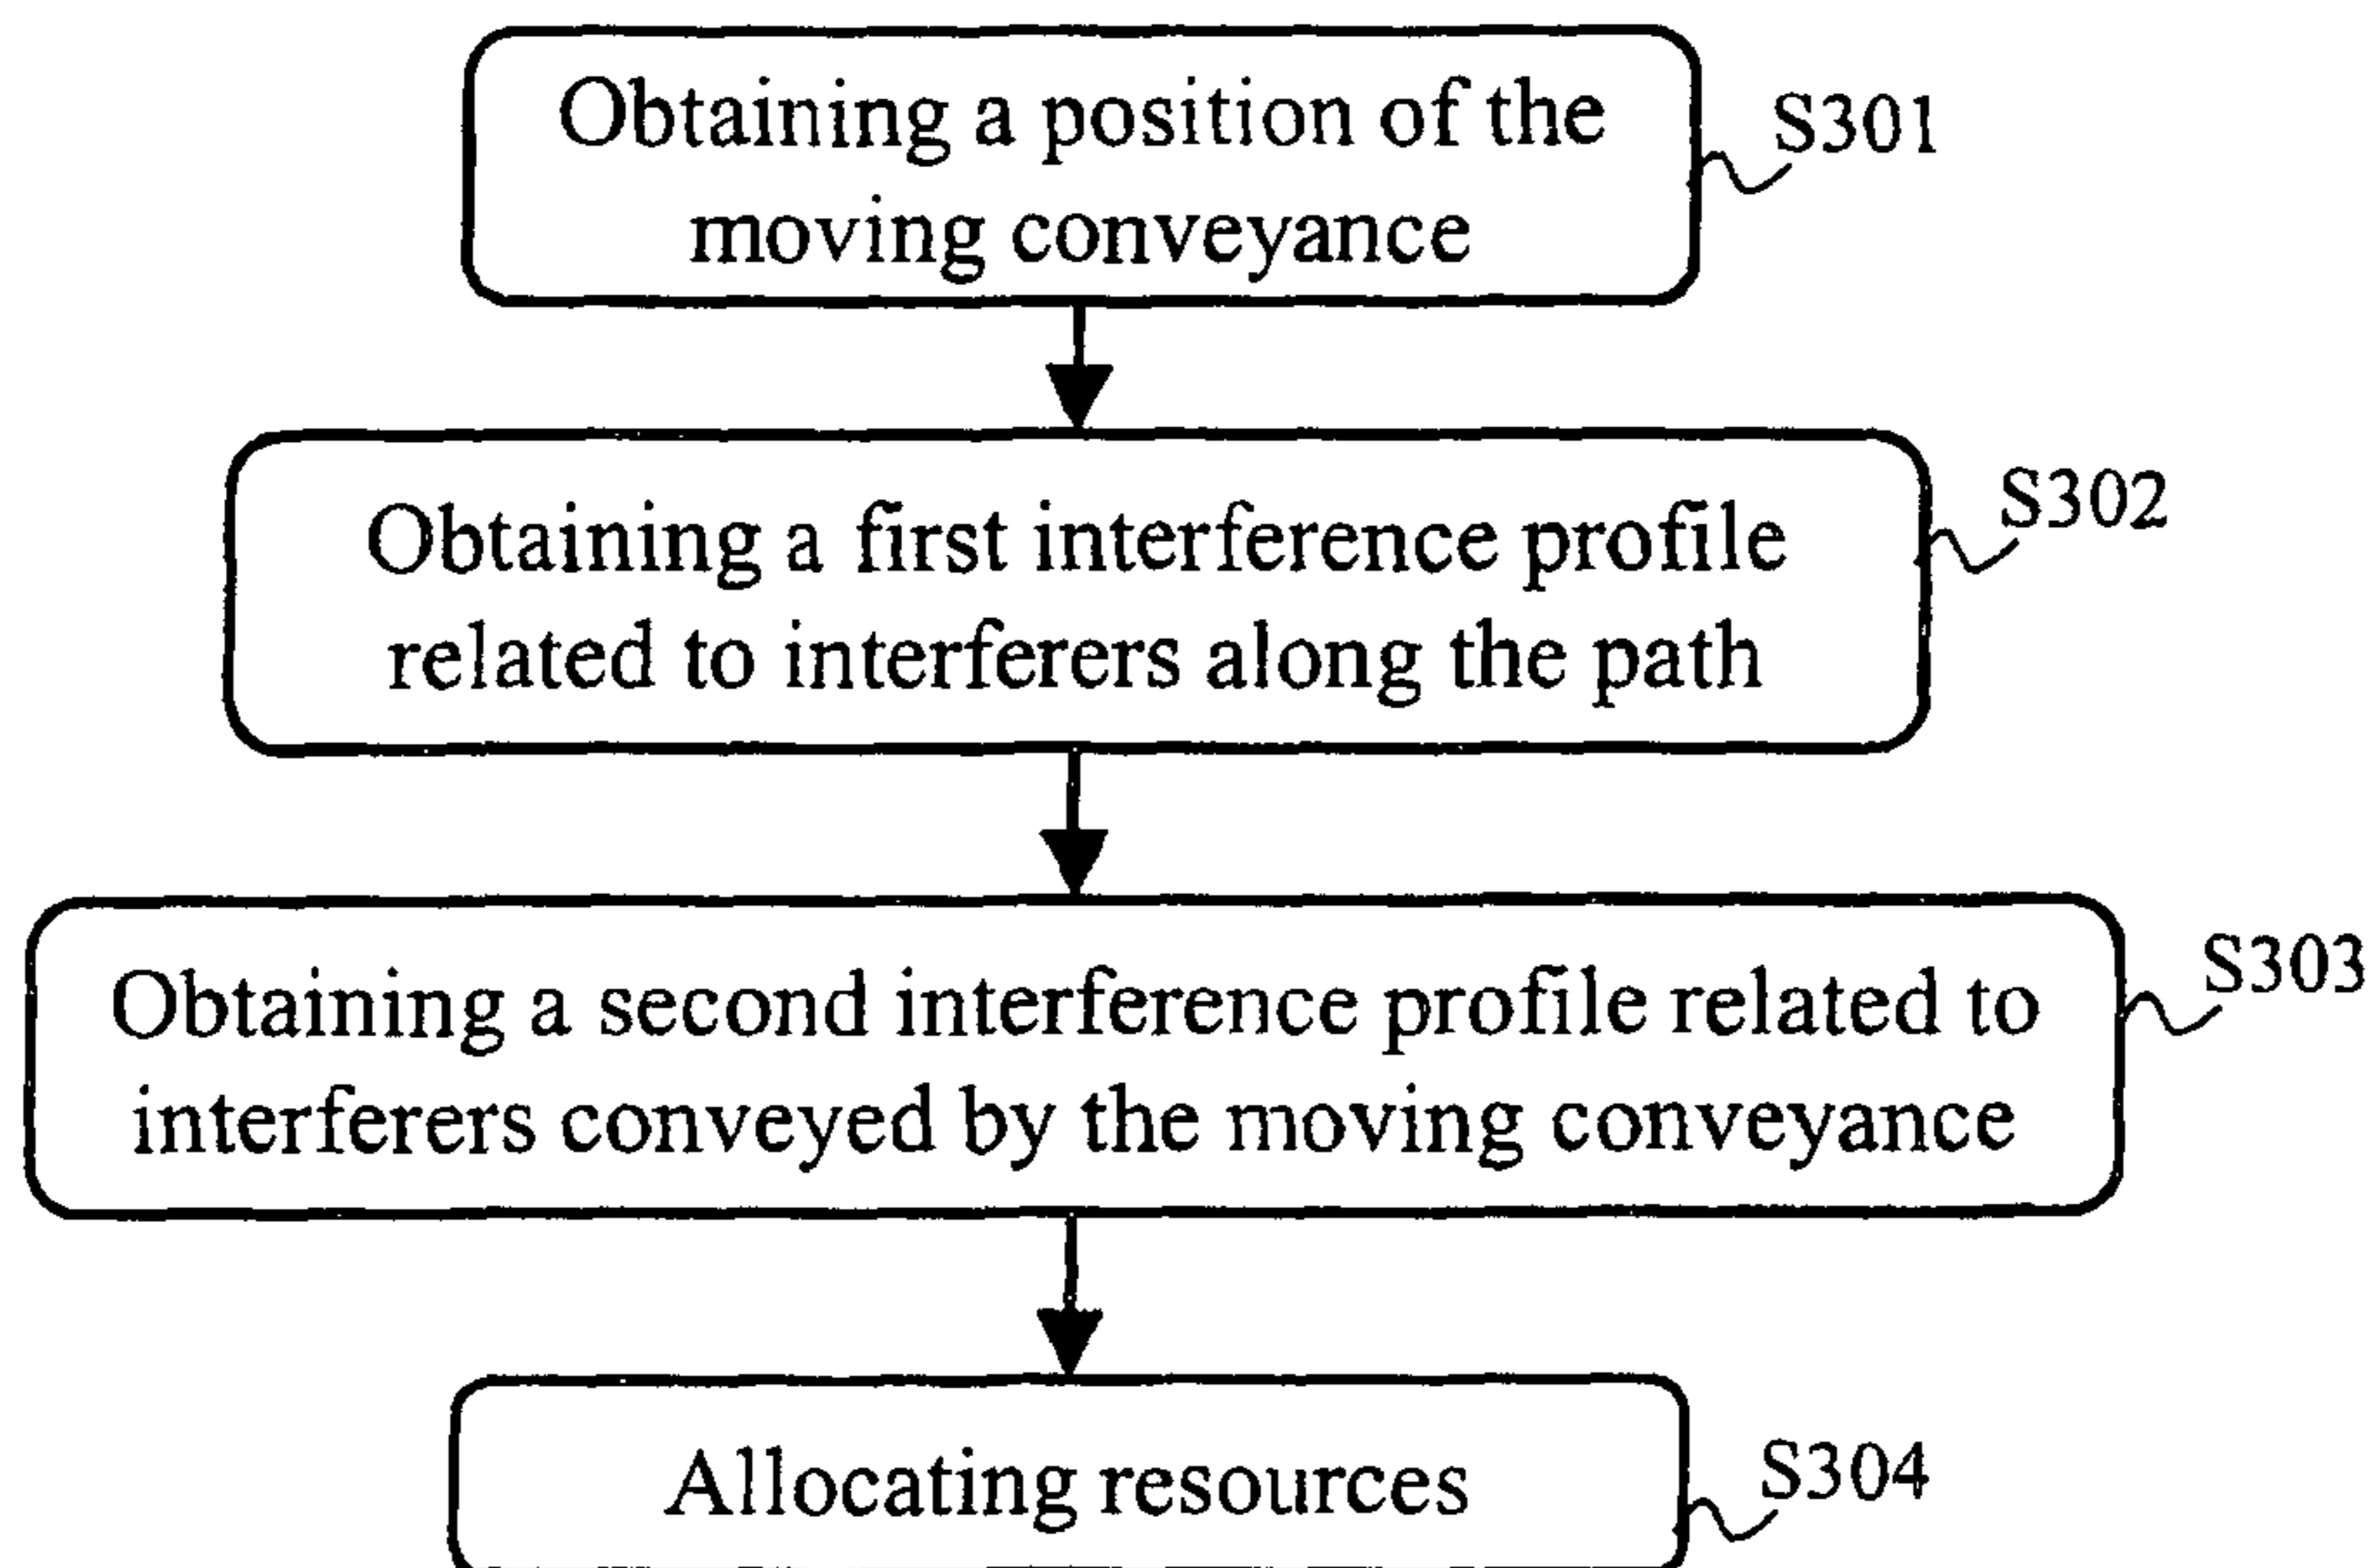 Obtaining a position of the
moving conveyance
S301
Obtaining a first interference profile
related to interferers along the path
S302
Obtaining a second interference profile related to
interferers conveyed by the moving conveyance
S303
Allocating resources
S304